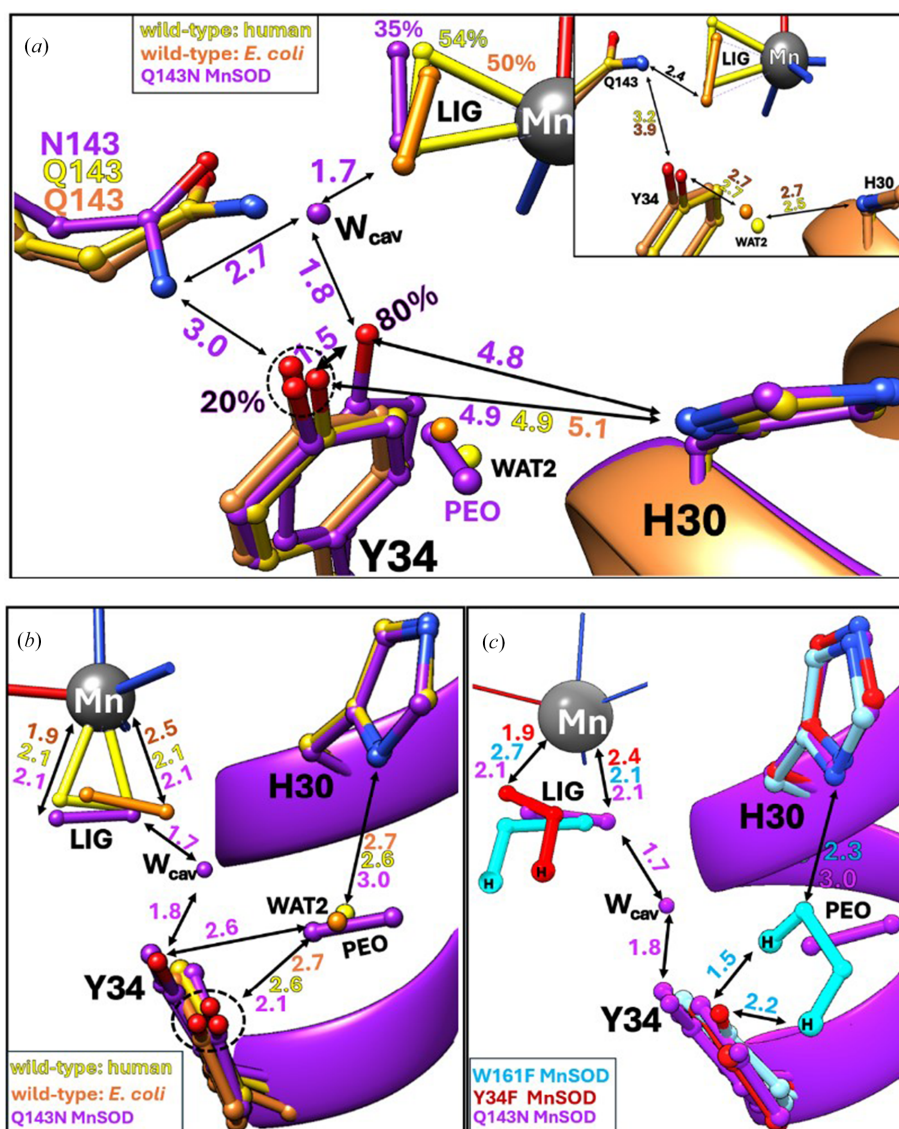 (a)
wild-type: human
wild-type: E. coli
Q143N MnSOD
35%
54%
50%
LIG
Mn
N143
Q143
Q143
1.7
Wcav
2.7
1.8
3.0
1.5
80%
20%
4.8
4.9 4.9 5.1
WAT2
PEO
Y34
H30
LIG
Mn
Q143
2.4
3.2
3.9
Y34
2.7
2.7
WAT2
2.7
2.5
H30
(b)
Mn
1.9
2.1
2.1
2.5
2.1
2.1
LIG
1.7
Wcav
1.8
H30
2.7
2.6
3.0
WAT2
PEO
2.6
2.7
2.6
2.1
Y34
wild-type: human
wild-type: E. coli
Q143N MnSOD
(c)
Mn
1.9
2.7
2.1
2.4
2.1
2.1
LIG
H
H
1.7
Wcav
1.8
H30
2.3
3.0
PEO
H
1.5
2.2
H
Y34
W161F MnSOD
Y34F MnSOD
Q143N MnSOD